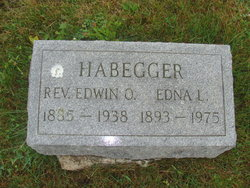 HABEGGER
REV. EDWIN O. EDNA L.
1885 – 1938 1893 – 1975